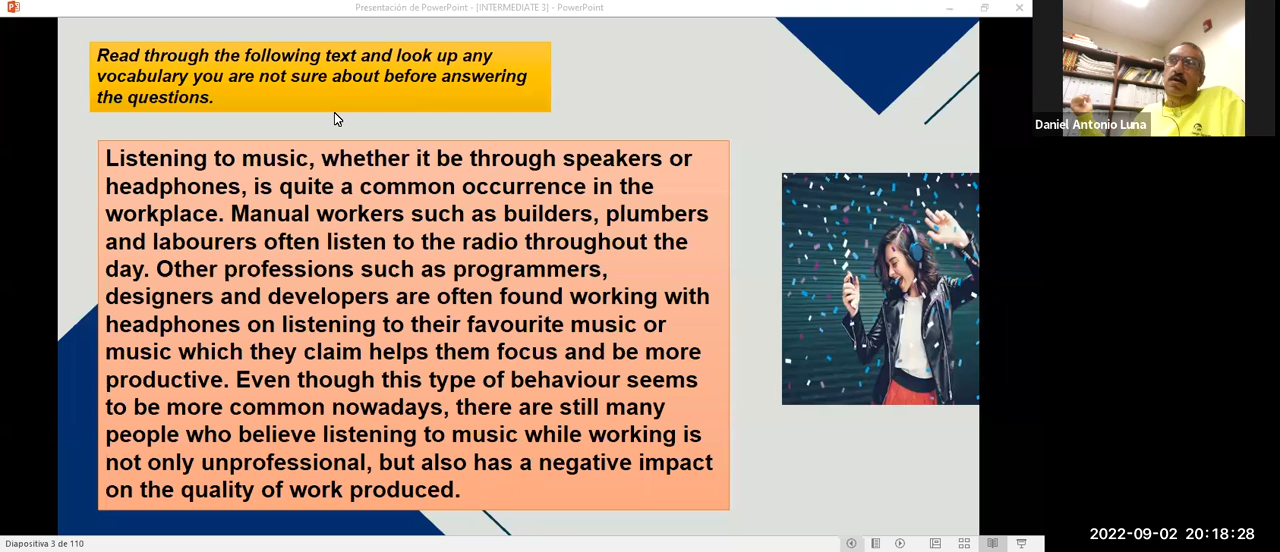 Presentación de PowerPoint - [INTERMEDIATE 3] - PowerPoint
Read through the following text and look up any
vocabulary you are not sure about before answering
the questions.
Daniel Antonio Luna
Listening to music, whether it be through speakers or
headphones, is quite a common occurrence in the
workplace. Manual workers such as builders, plumbers
and labourers often listen to the radio throughout the
day. Other professions such as programmers,
designers and developers are often found working with
headphones on listening to their favourite music or
music which they claim helps them focus and be more
productive. Even though this type of behaviour seems
to be more common nowadays, there are still many
people who believe listening to music while working is
not only unprofessional, but also has a negative impact
on the quality of work produced.
Diapositiva 3 de 110
2022-09-02 20:18:28